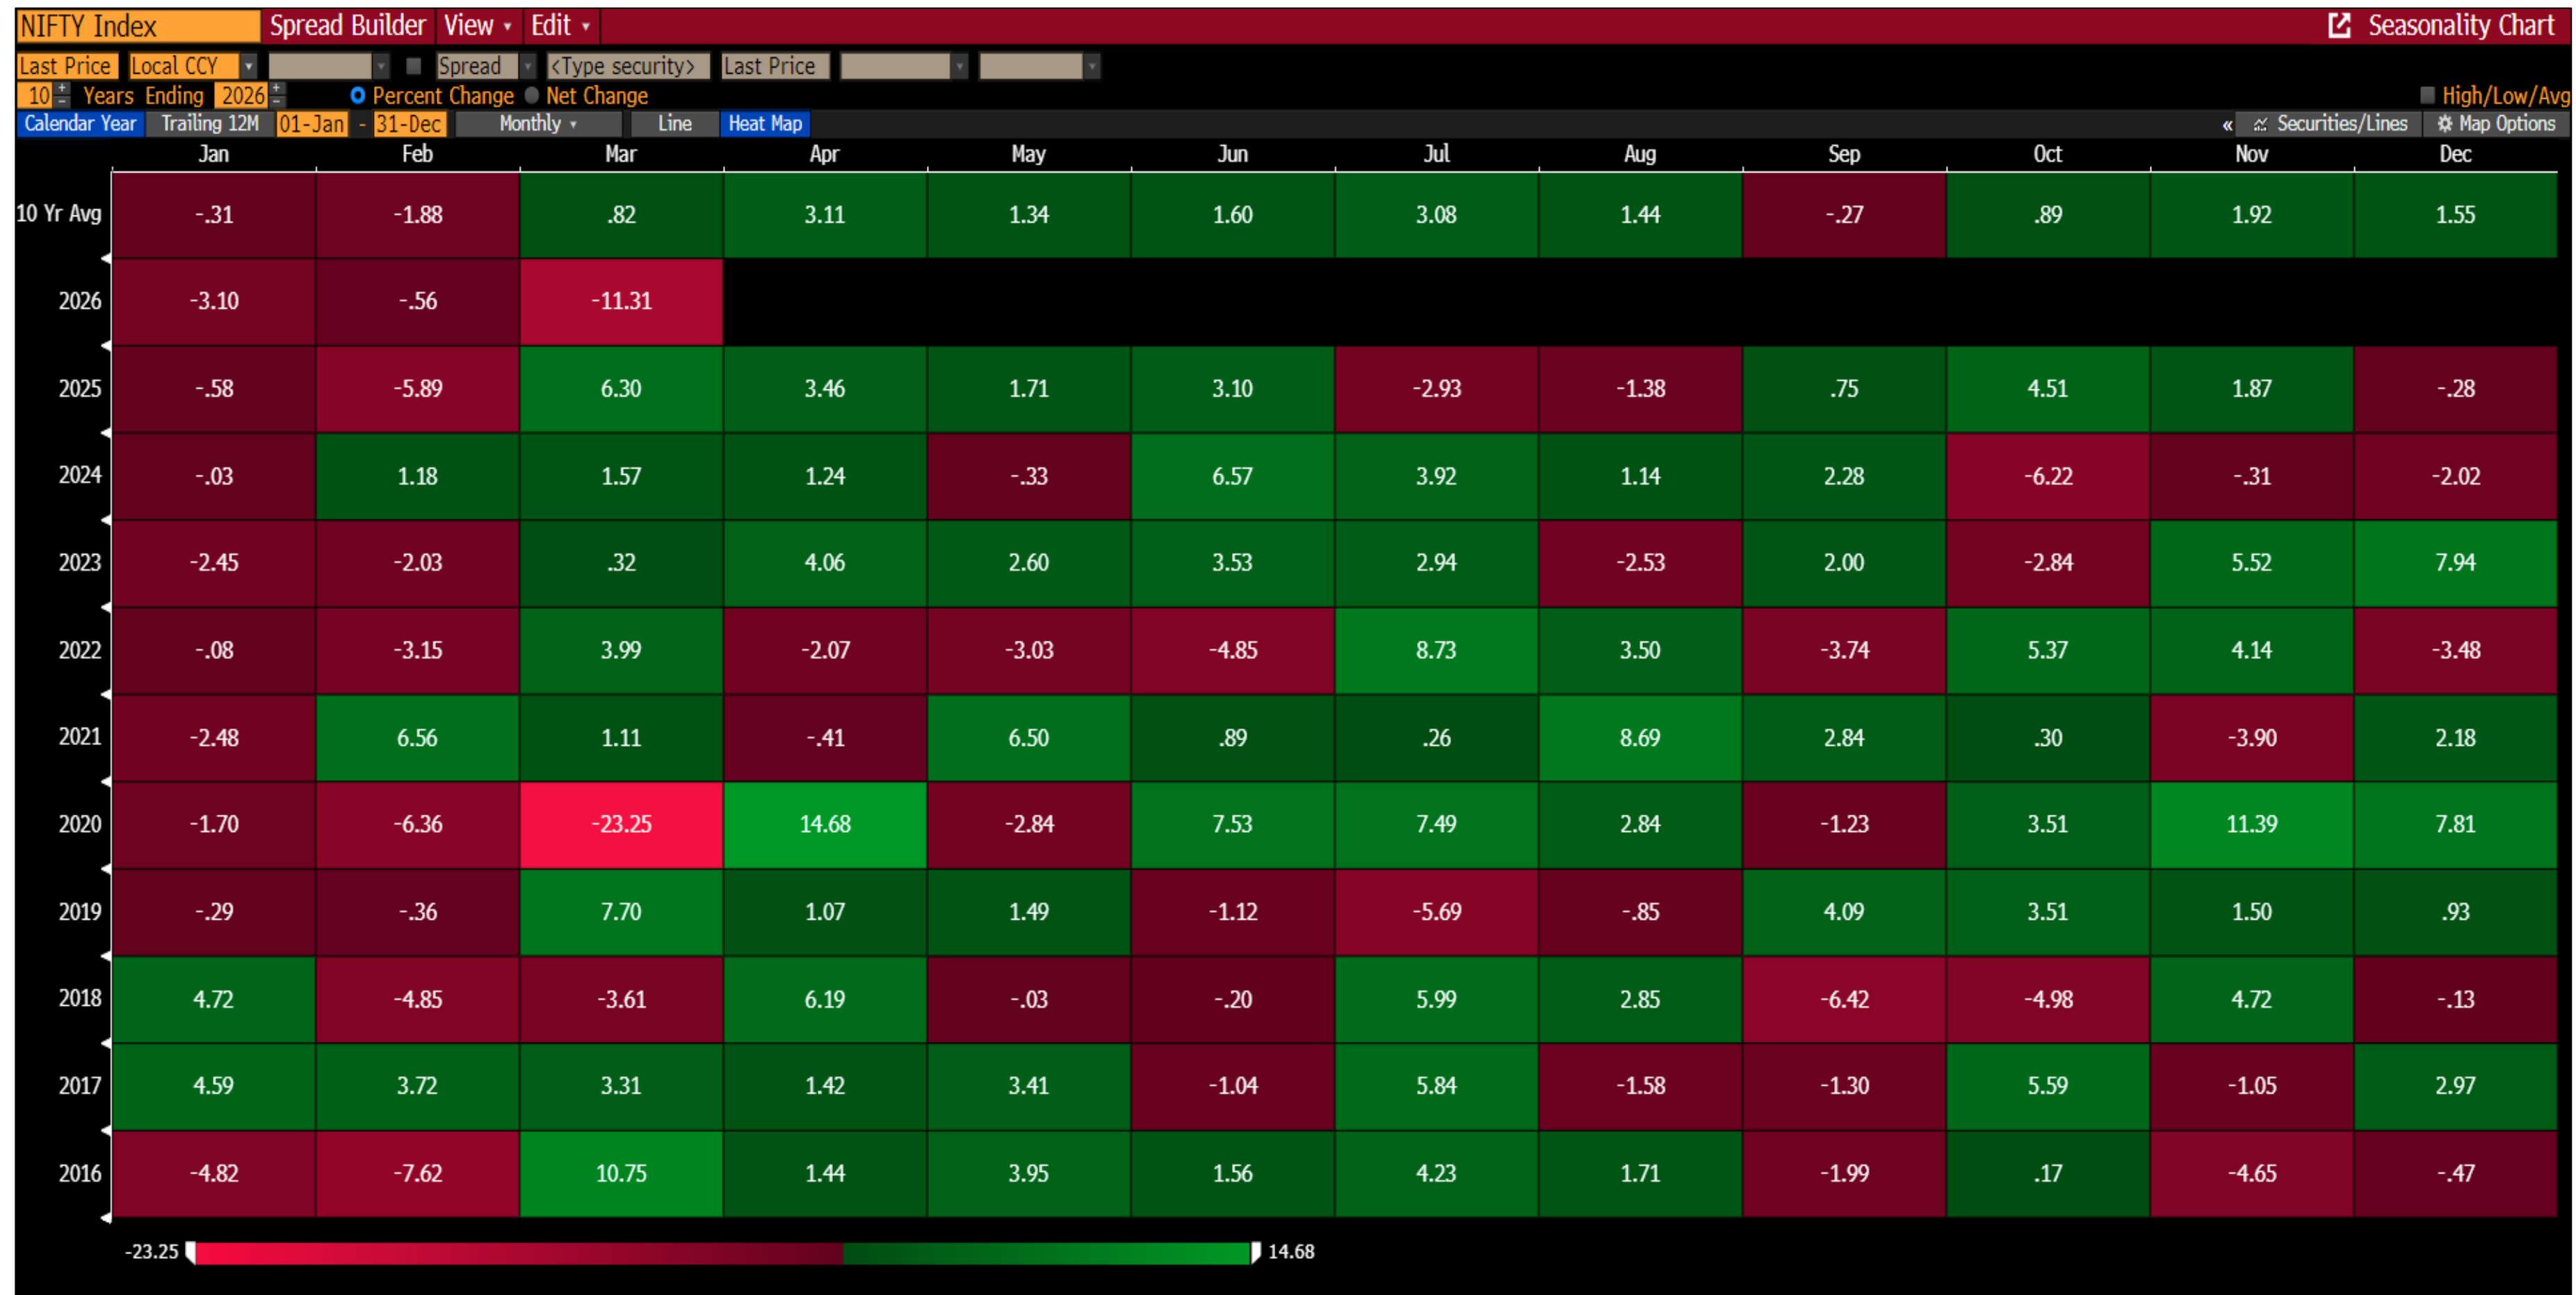 NIFTY Index Spread Builder View Edit Seasonality Chart
Last Price Local CCY Spread <Type security> Last Price
10 + - Years Ending 2026 + - Percent Change Net Change High/Low/Avg
Calendar Year Trailing 12M 01-Jan - 31-Dec Monthly Line Heat Map « Securities/Lines Map Options
Jan Feb Mar Apr May Jun Jul Aug Sep Oct Nov Dec
10 Yr Avg -.31 -1.88 .82 3.11 1.34 1.60 3.08 1.44 -.27 .89 1.92 1.55
2026 -3.10 -.56 -11.31
2025 -.58 -5.89 6.30 3.46 1.71 3.10 -2.93 -1.38 .75 4.51 1.87 -.28
2024 -.03 1.18 1.57 1.24 -.33 6.57 3.92 1.14 2.28 -6.22 -.31 -2.02
2023 -2.45 -2.03 .32 4.06 2.60 3.53 2.94 -2.53 2.00 -2.84 5.52 7.94
2022 -.08 -3.15 3.99 -2.07 -3.03 -4.85 8.73 3.50 -3.74 5.37 4.14 -3.48
2021 -2.48 6.56 1.11 -.41 6.50 .89 .26 8.69 2.84 .30 -3.90 2.18
2020 -1.70 -6.36 -23.25 14.68 -2.84 7.53 7.49 2.84 -1.23 3.51 11.39 7.81
2019 -.29 -.36 7.70 1.07 1.49 -1.12 -5.69 -.85 4.09 3.51 1.50 .93
2018 4.72 -4.85 -3.61 6.19 -.03 -.20 5.99 2.85 -6.42 -4.98 4.72 -.13
2017 4.59 3.72 3.31 1.42 3.41 -1.04 5.84 -1.58 -1.30 5.59 -1.05 2.97
2016 -4.82 -7.62 10.75 1.44 3.95 1.56 4.23 1.71 -1.99 .17 -4.65 -.47
-23.25 14.68